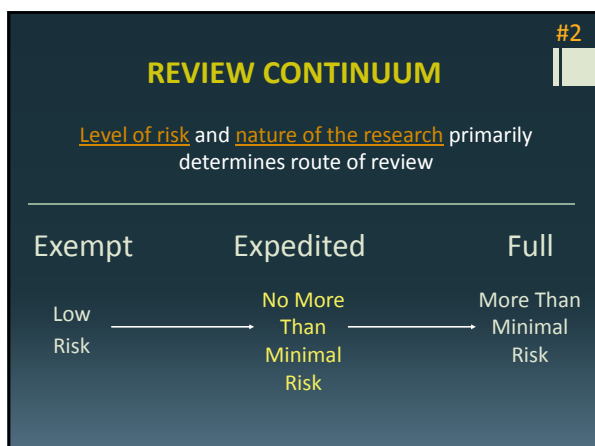 #2
REVIEW CONTINUUM
Level of risk and nature of the research primarily
determines route of review
Exempt
Expedited
Full
Low
Risk
No More
Than
Minimal
Risk
More Than
Minimal
Risk